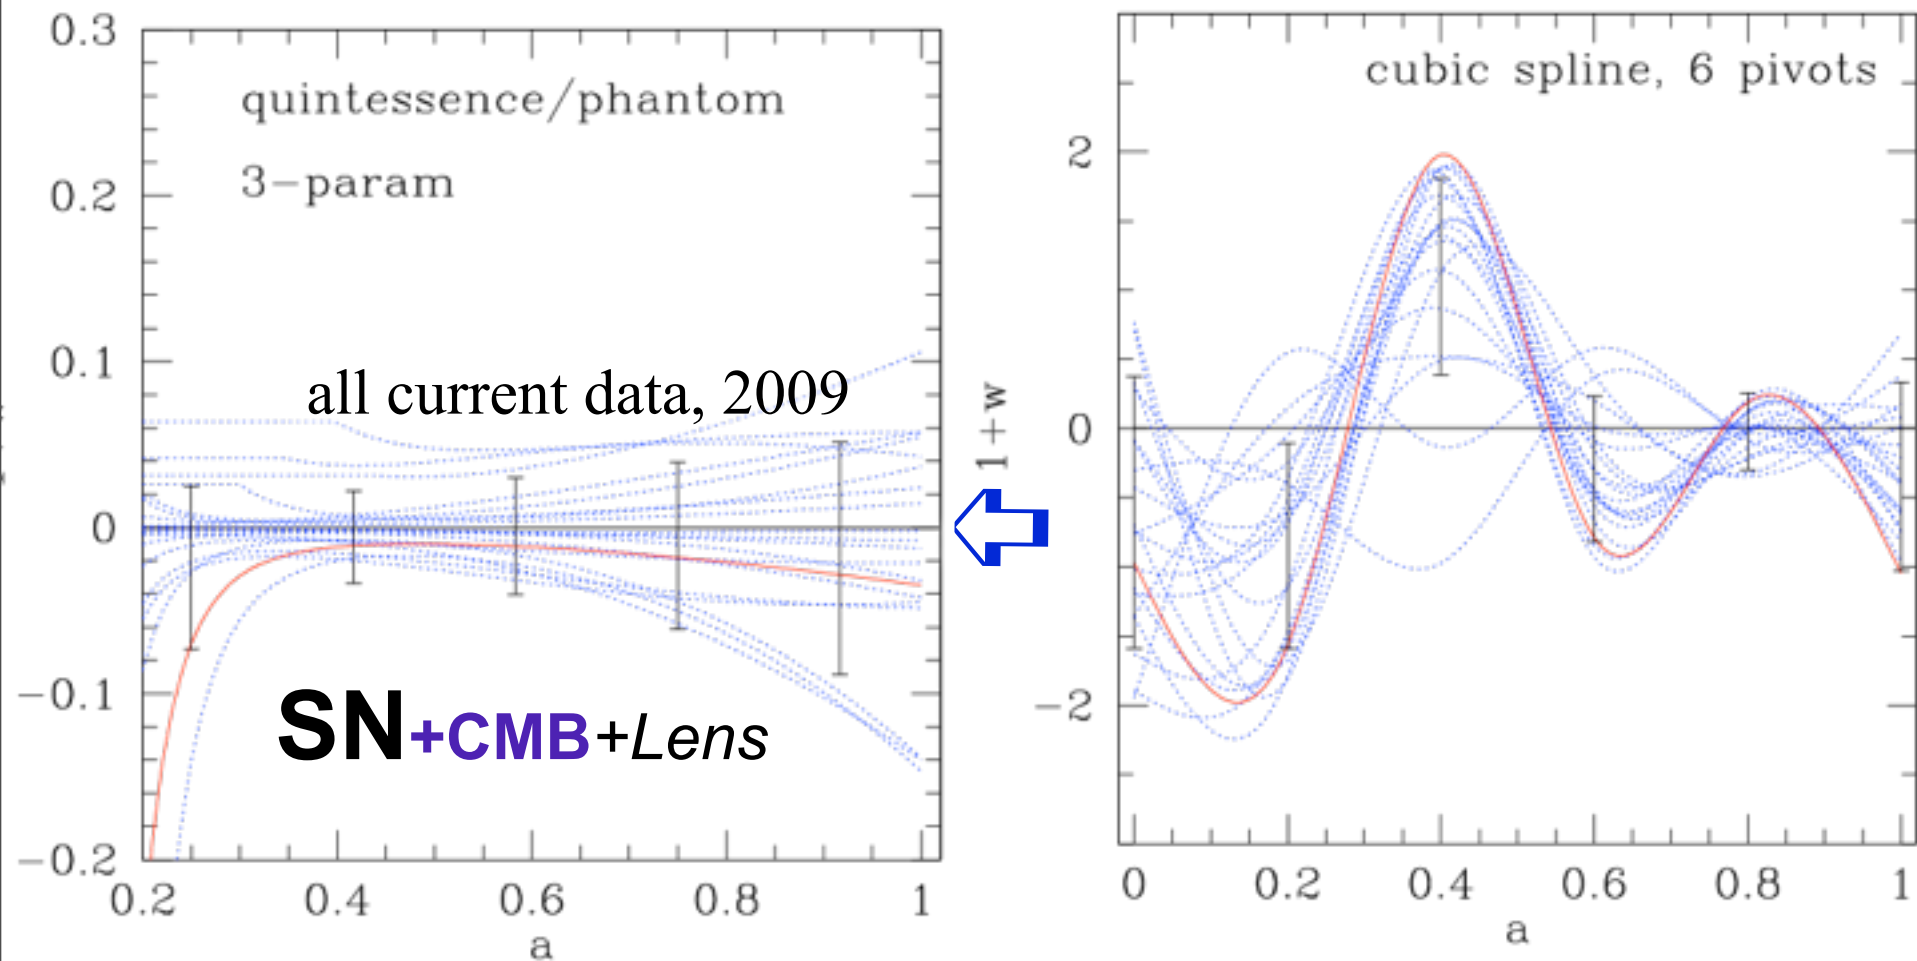 0.3
0.2
0.1
0
−0.1
−0.2
quintessence/phantom
3−param
all current data, 2009
SN+CMB+Lens
0.2 0.4 0.6 0.8 1
a
1+w
cubic spline, 6 pivots
2
0
−2
0 0.2 0.4 0.6 0.8 1
a